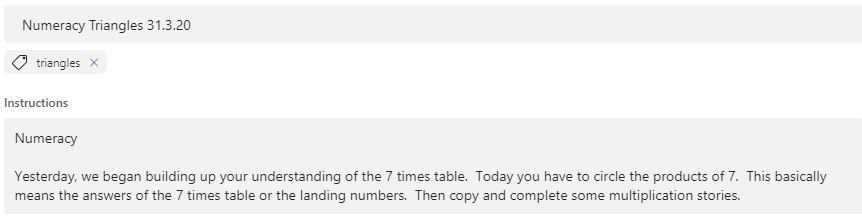 Numeracy Triangles 31.3.20
triangles
Instructions
Numeracy
Yesterday, we began building up your understanding of the 7 times table.  Today you have to circle the products of 7.  This basically
means the answers of the 7 times table or the landing numbers.  Then copy and complete some multiplication stories.